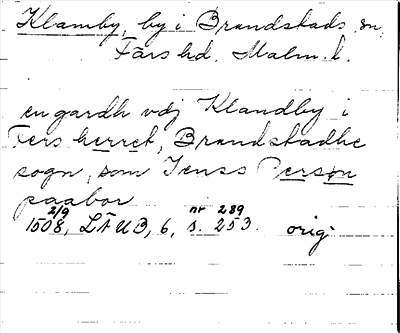 Klamby, by i Brandstads sn,
Färs hd. Malm. l.
en gardh vdj Klandby i
Fers herret, Brandstadhe
sogn, som Jenss Person
paabor
2/9 nr 289
1508, LÄUB, 6, s. 253. orig.